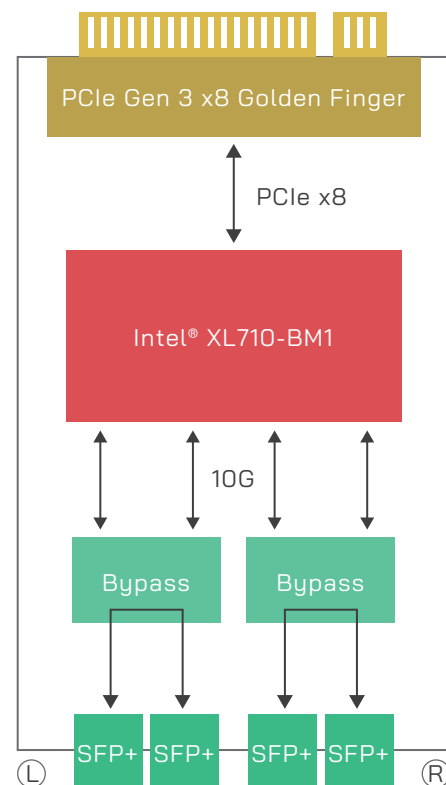 PCIe Gen 3 x8 Golden Finger
PCIe x8
Intel® XL710-BM1
10G
Bypass
Bypass
SFP+
SFP+
SFP+
SFP+
L
R